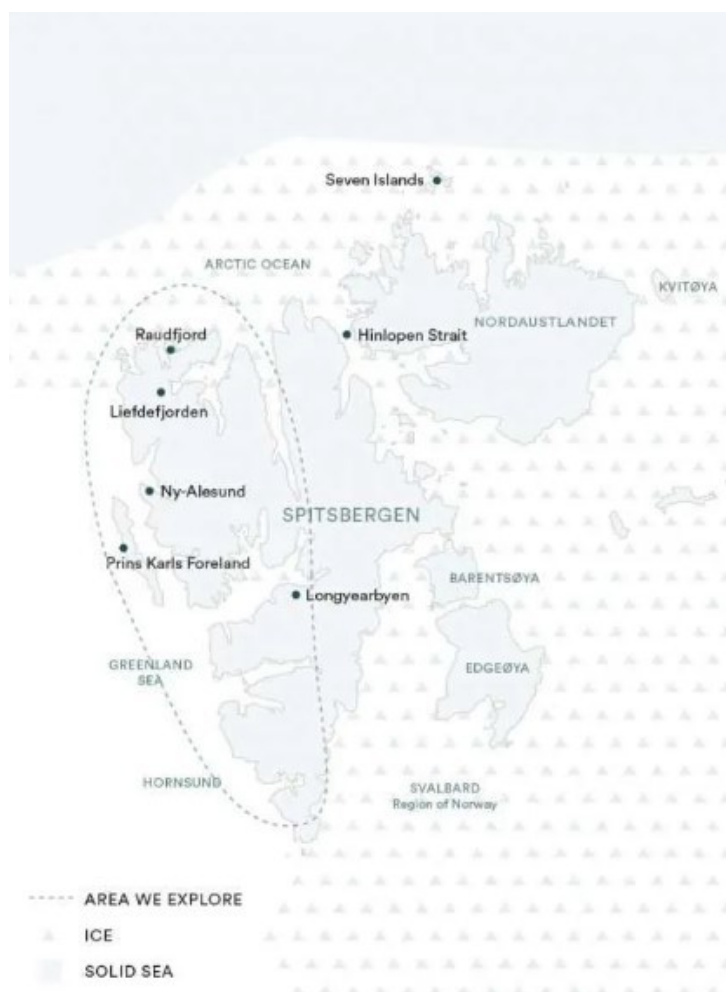 Seven Islands
ARCTIC OCEAN
KVITØYA
NORDAUSTLANDET
Raudfjord
Hinlopen Strait
Liefdefjorden
Ny-Alesund
SPITSBERGEN
Prins Karls Foreland
BARENTSØYA
Longyearbyen
GREENLAND
SEA
EDGEØYA
HORNSUND
SVALBARD
Region of Norway
AREA WE EXPLORE
ICE
SOLID SEA